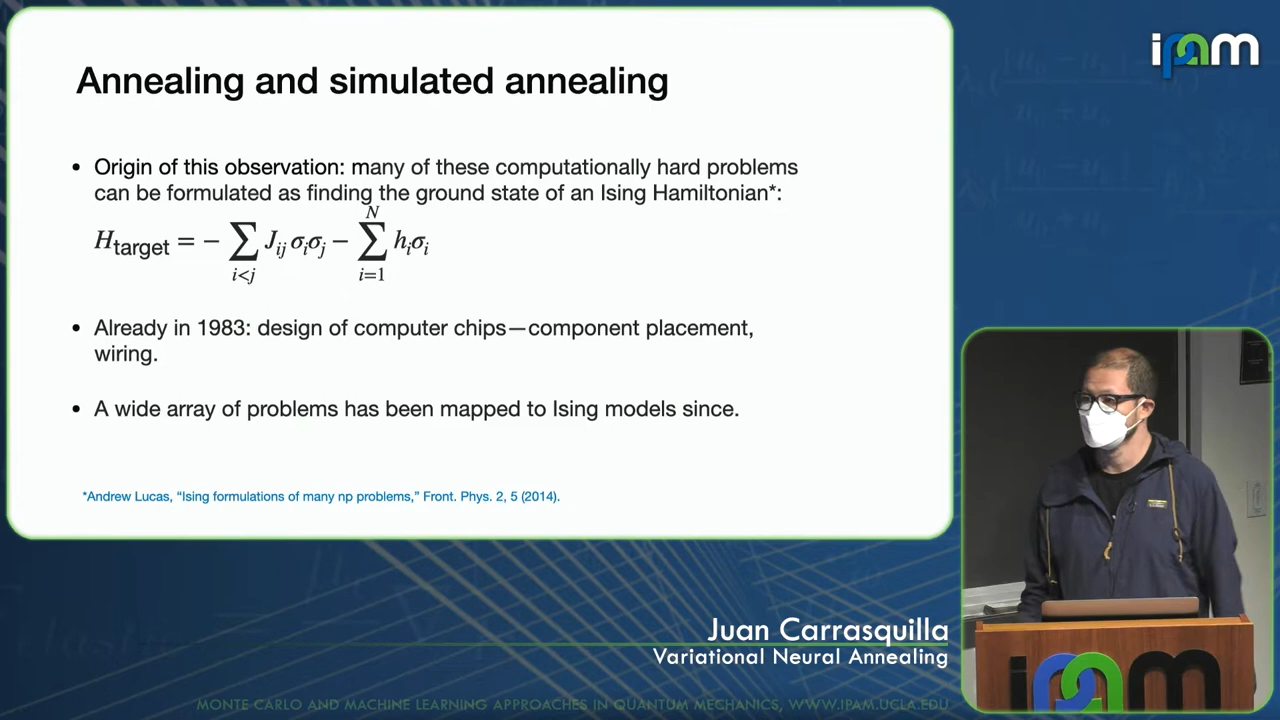 Annealing and simulated annealing
• Origin of this observation: many of these computationally hard problems
can be formulated as finding the ground state of an Ising Hamiltonian*:
H_target = − ∑_{i<j} J_{ij} σ_i σ_j − ∑_{i=1}^{N} h_i σ_i
• Already in 1983: design of computer chips—component placement,
wiring.
• A wide array of problems has been mapped to Ising models since.
*Andrew Lucas, “Ising formulations of many np problems,” Front. Phys. 2, 5 (2014).
ipam
Juan Carrasquilla
Variational Neural Annealing
ipam
MONTE CARLO AND MACHINE LEARNING APPROACHES IN QUANTUM MECHANICS, WWW.IPAM.UCLA.EDU